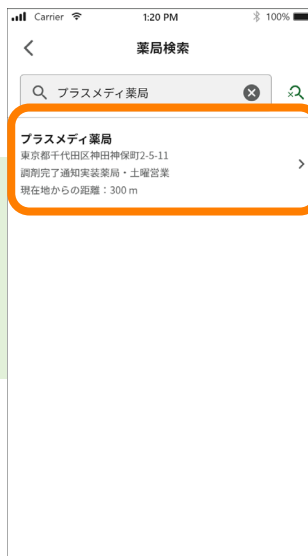 Carrier 1:20 PM 100%
薬局検索
プラスメディ薬局
プラスメディ薬局
東京都千代田区神田神保町2-5-11
調剤完了通知実装薬局・土曜営業
現在地からの距離：300 m